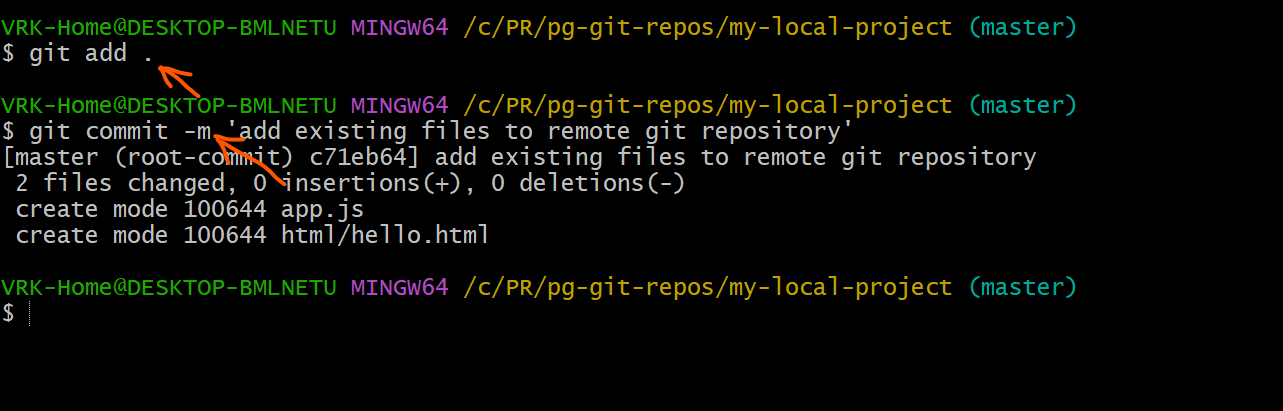 VRK-Home@DESKTOP-BMLNETU MINGW64 /c/PR/pg-git-repos/my-local-project (master)
$ git add .
VRK-Home@DESKTOP-BMLNETU MINGW64 /c/PR/pg-git-repos/my-local-project (master)
$ git commit -m 'add existing files to remote git repository'
[master (root-commit) c71eb64] add existing files to remote git repository
 2 files changed, 0 insertions(+), 0 deletions(-)
 create mode 100644 app.js
 create mode 100644 html/hello.html
VRK-Home@DESKTOP-BMLNETU MINGW64 /c/PR/pg-git-repos/my-local-project (master)
$